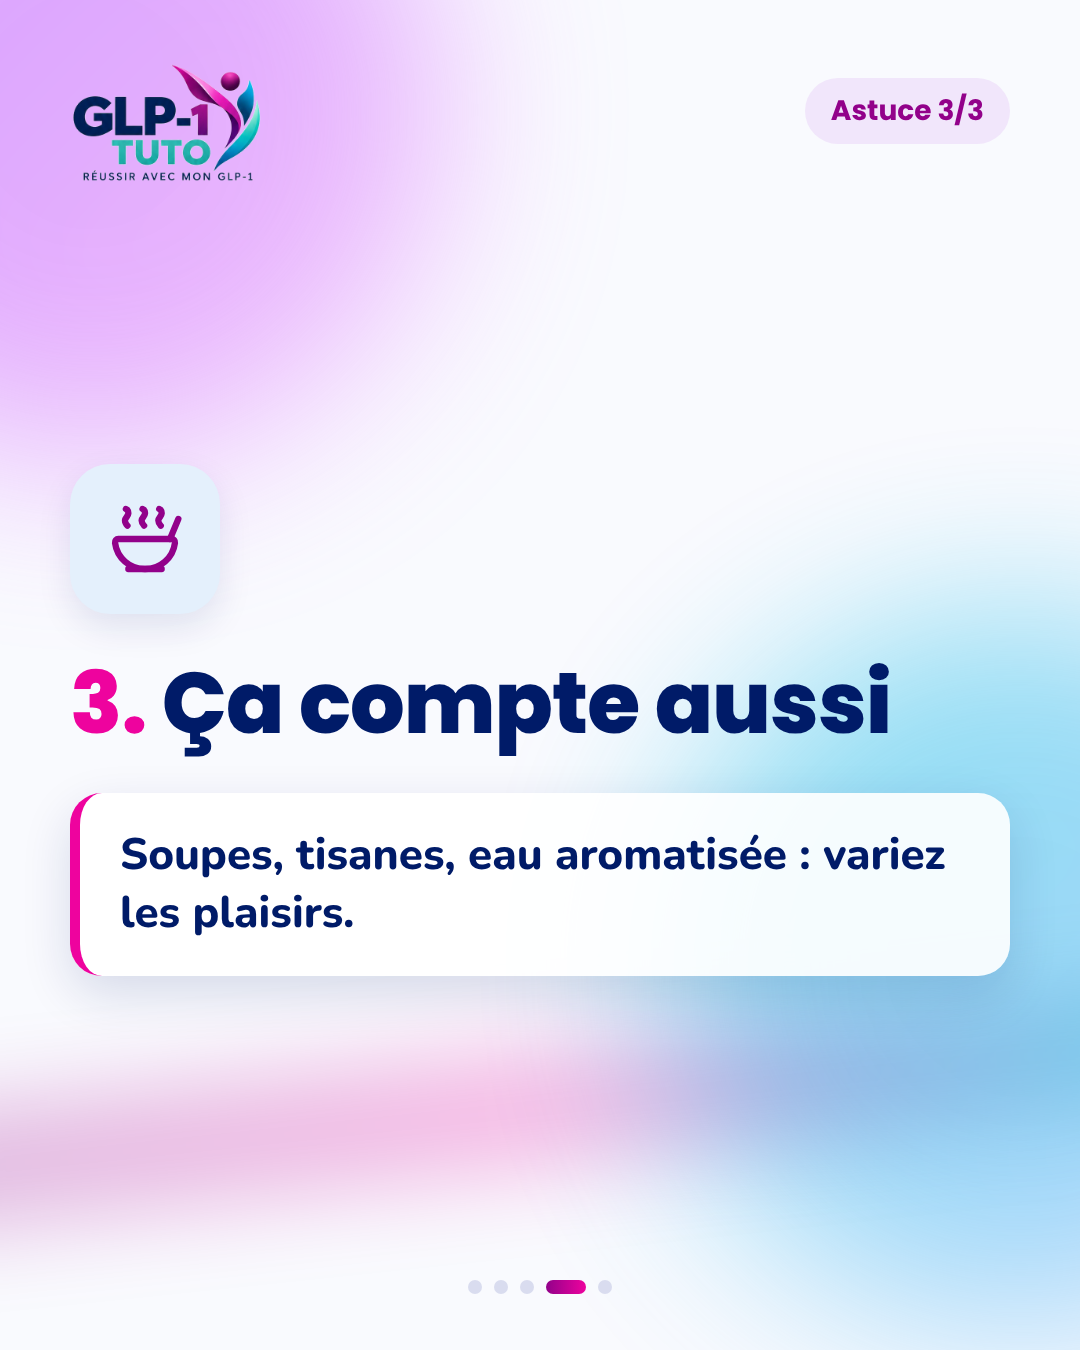 GLP-1
TUTO
RÉUSSIR AVEC MON GLP-1
Astuce 3/3
3. Ça compte aussi
Soupes, tisanes, eau aromatisée : variez
les plaisirs.